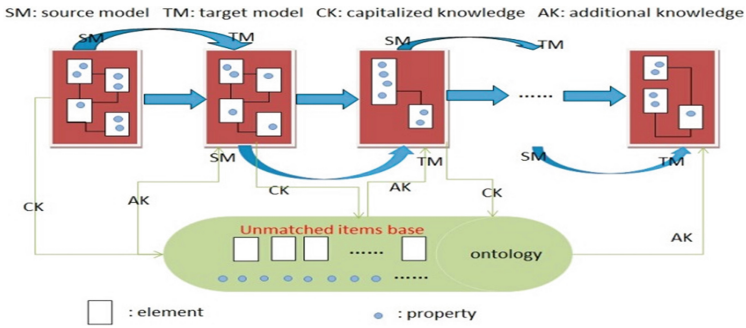 SM: source model TM: target model CK: capitalized knowledge AK: additional knowledge
SM TM SM TM
......
SM TM SM TM
CK AK CK AK CK AK
Unmatched items base
...... ontology
......
: element : property